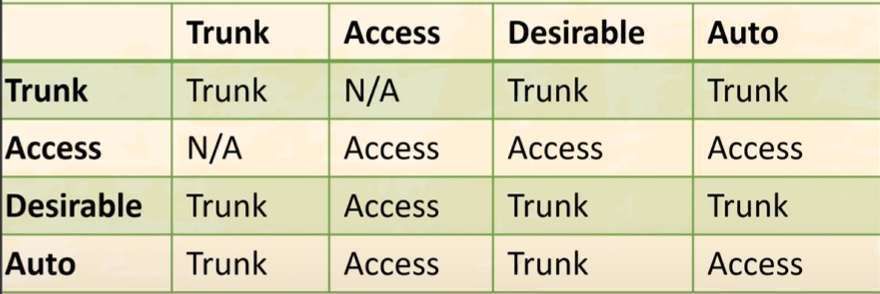 Trunk Access Desirable Auto
Trunk Trunk N/A Trunk Trunk
Access N/A Access Access Access
Desirable Trunk Access Trunk Trunk
Auto Trunk Access Trunk Access